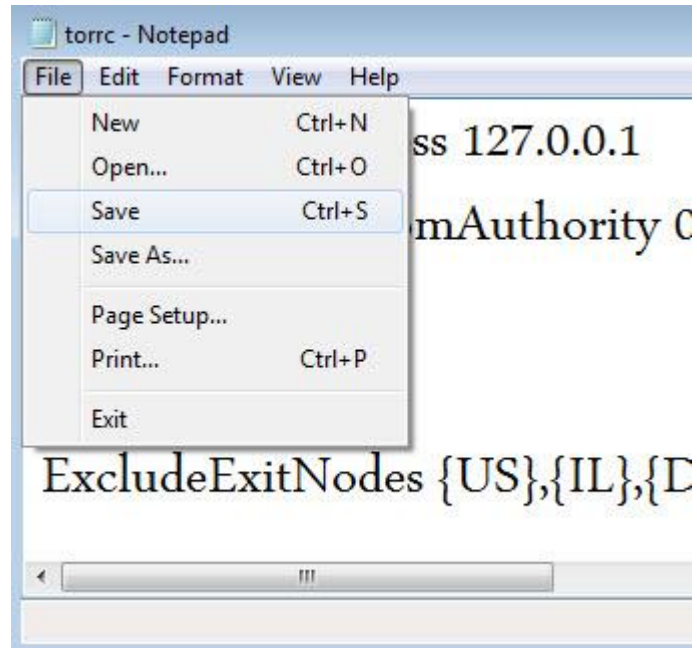 torrc - Notepad
File Edit Format View Help
New Ctrl+N
Open... Ctrl+O
Save Ctrl+S
Save As...
Page Setup...
Print... Ctrl+P
Exit
ss 127.0.0.1
mAuthority 0
ExcludeExitNodes {US},{IL},{D